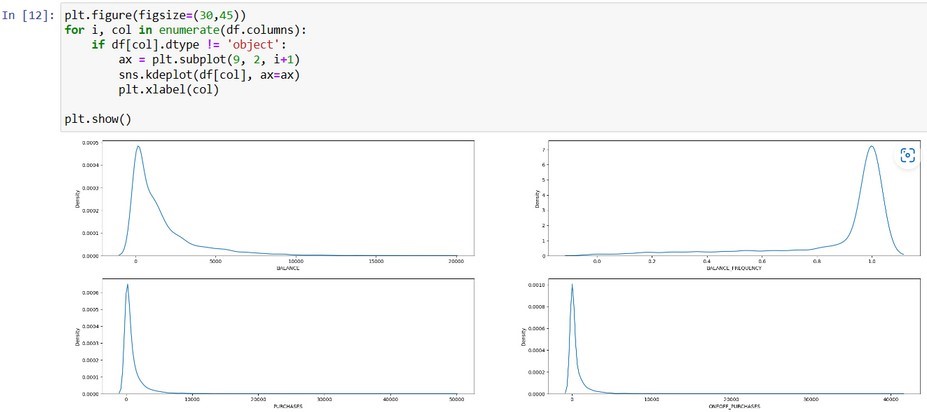 In [12]: plt.figure(figsize=(30,45))
for i, col in enumerate(df.columns):
if df[col].dtype != 'object':
ax = plt.subplot(9, 2, i+1)
sns.kdeplot(df[col], ax=ax)
plt.xlabel(col)
plt.show()
0.0005
0.0004
0.0003
0.0002
0.0001
0.0000
Density
0 5000 10000 15000 20000
BALANCE
7
6
5
4
3
2
1
0
Density
0.0 0.2 0.4 0.6 0.8 1.0
BALANCE_FREQUENCY
0.0006
0.0005
0.0004
0.0003
0.0002
0.0001
0.0000
Density
0 10000 20000 30000 40000 50000
PURCHASES
0.0010
0.0008
0.0006
0.0004
0.0002
0.0000
Density
0 10000 20000 30000 40000
ONEOFF_PURCHASES